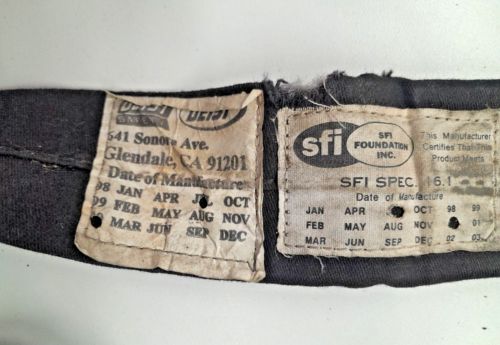 DEIST DEIST
SAFETY
641 Sonora Ave.
Glendale, CA 91201
Date of Manufacture
98 JAN APR OCT
99 FEB MAY AUG NOV
MAR JUN SEP DEC
sfi SFI FOUNDATION INC.
This Manufacturer
Certifies That This
Product Meets
SFI SPEC. 16.1
Date of Manufacture
JAN APR OCT 98 99
FEB MAY AUG NOV 01
MAR JUN SEP DEC 02 03